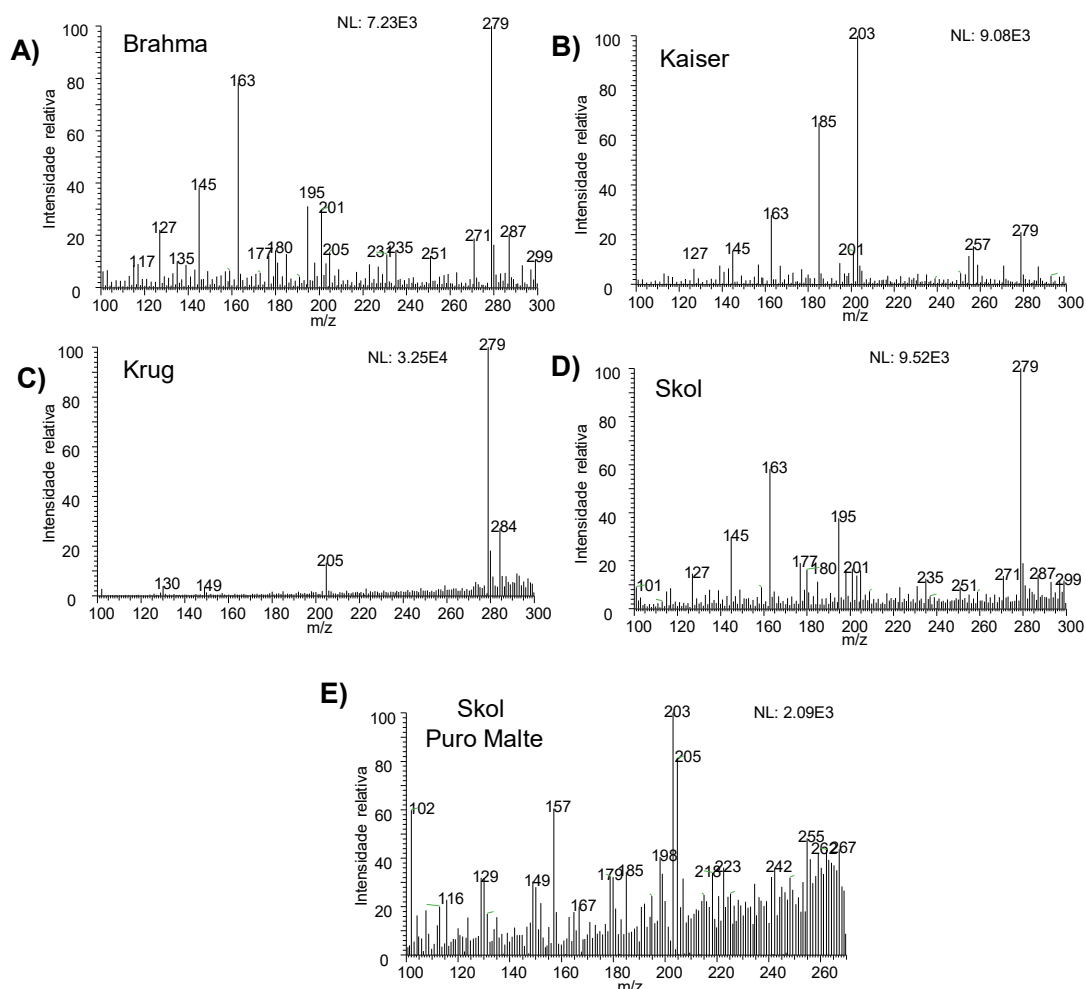 A)
Brahma
NL: 7.23E3
Intensidade relativa
100
80
60
40
20
0
279
163
145
127
117
135
177
180
195
201
205
231
235
251
271
287
299
100 120 140 160 180 200 220 240 260 280 300
m/z
B)
Kaiser
NL: 9.08E3
Intensidade relativa
100
80
60
40
20
0
203
185
163
145
127
201
257
279
100 120 140 160 180 200 220 240 260 280 300
m/z
C)
Krug
NL: 3.25E4
Intensidade relativa
100
80
60
40
20
0
279
284
205
130
149
100 120 140 160 180 200 220 240 260 280 300
m/z
D)
Skol
NL: 9.52E3
Intensidade relativa
100
80
60
40
20
0
279
163
195
145
127
101
177
180
201
235
251
271
287
299
100 120 140 160 180 200 220 240 260 280 300
m/z
E)
Skol
Puro Malte
NL: 2.09E3
Intensidade relativa
100
80
60
40
20
0
203
205
102
157
116
129
149
167
179
185
198
218
223
242
255
262
267
100 120 140 160 180 200 220 240 260
m/z